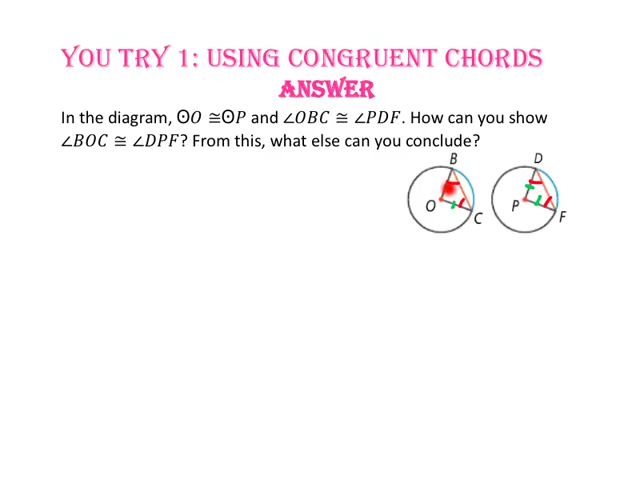 YOU TRY 1: USING CONGRUENT CHORDS
ANSWER
In the diagram, ʘO ≅ʘP and ∠OBC ≅ ∠PDF. How can you show
∠BOC ≅ ∠DPF? From this, what else can you conclude?
B D
O P
C F